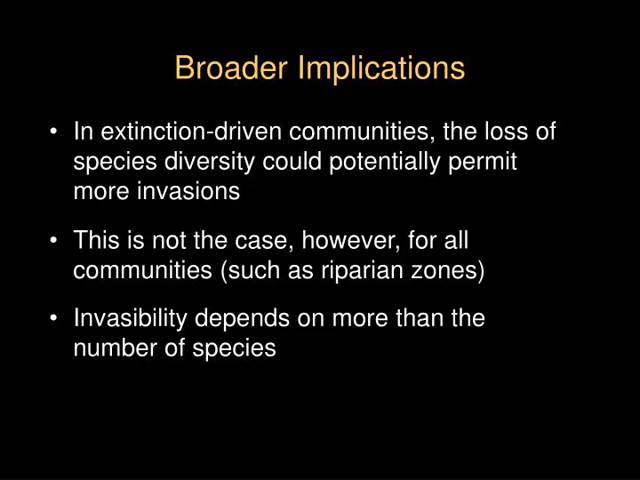 Broader Implications
• In extinction-driven communities, the loss of
species diversity could potentially permit
more invasions
• This is not the case, however, for all
communities (such as riparian zones)
• Invasibility depends on more than the
number of species